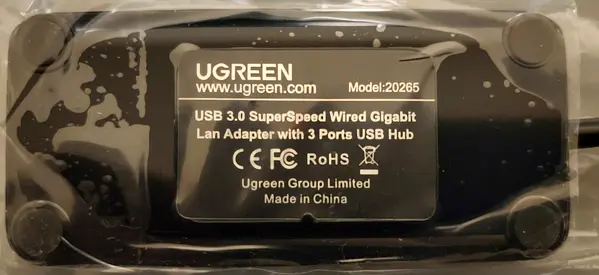 UGREEN
www.ugreen.com Model:20265
USB 3.0 SuperSpeed Wired Gigabit
Lan Adapter with 3 Ports USB Hub
CE FC RoHS
Ugreen Group Limited
Made in China